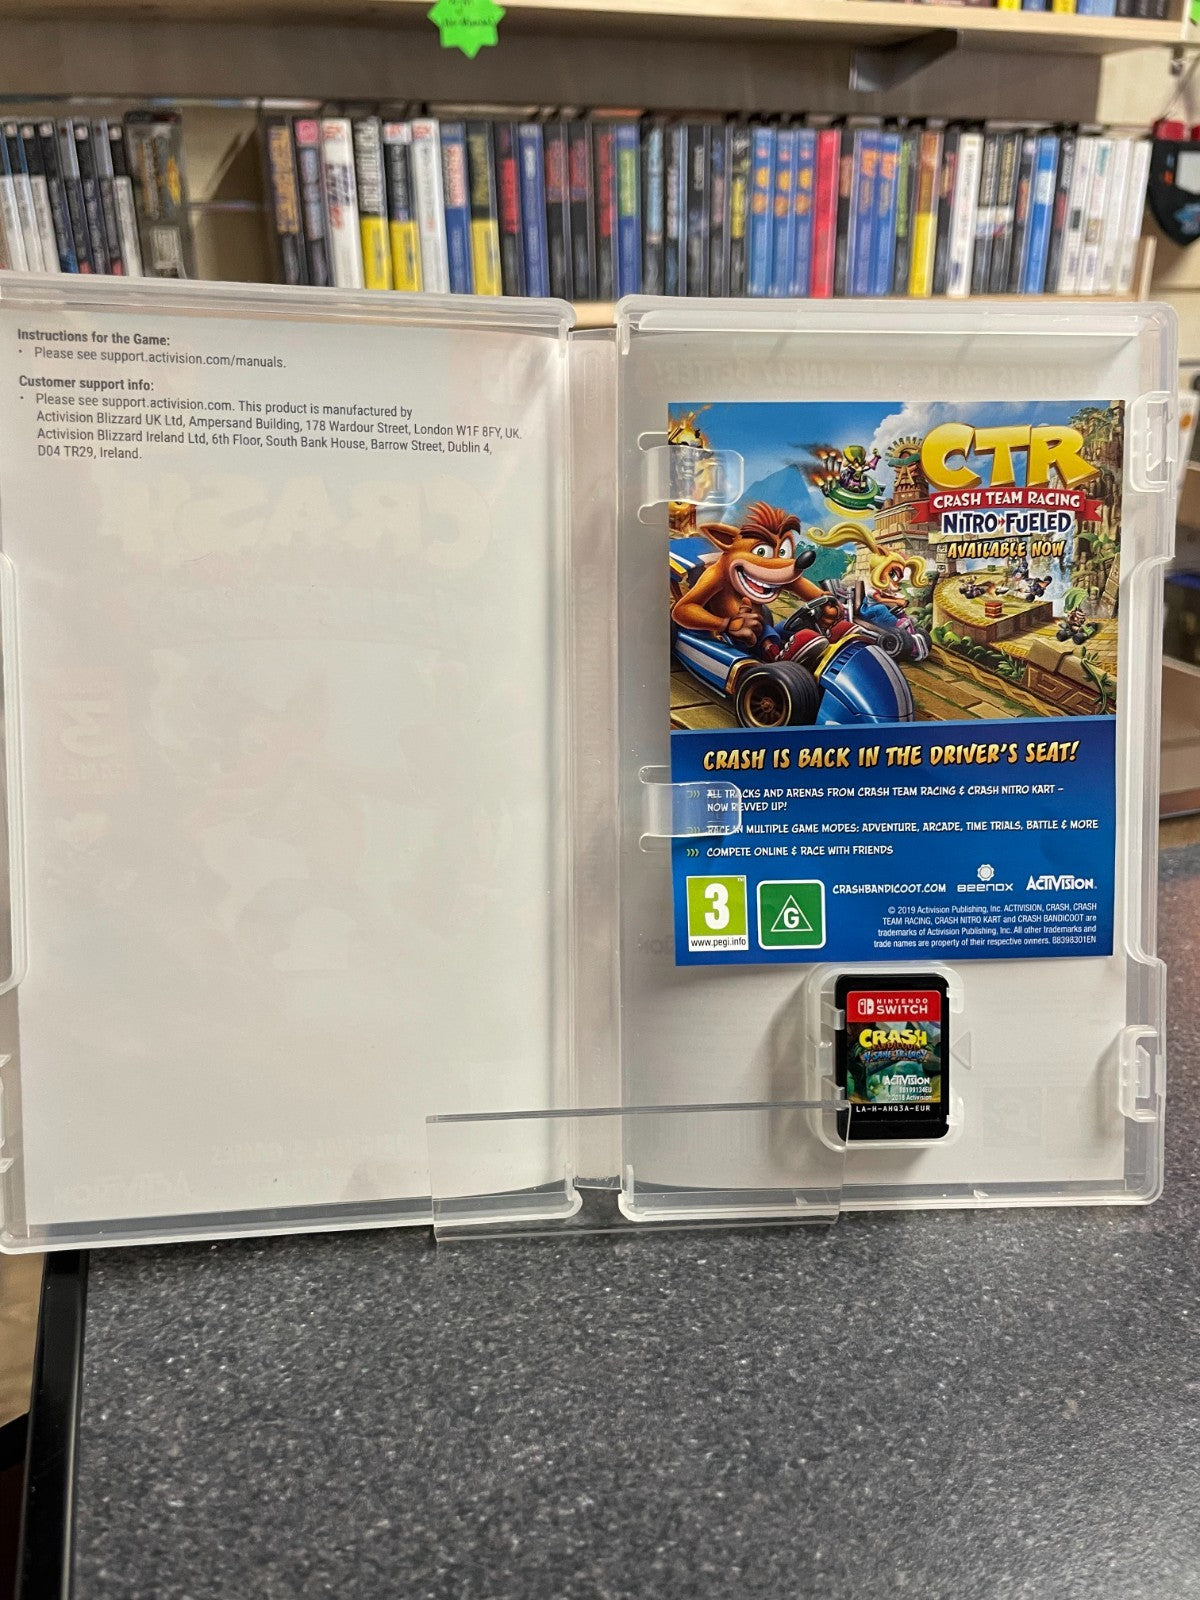 Instructions for the Game:
• Please see support.activision.com/manuals.
Customer support info:
• Please see support.activision.com. This product is manufactured by
Activision Blizzard UK Ltd, Ampersand Building, 178 Wardour Street, London W1F 8FY, UK.
Activision Blizzard Ireland Ltd, 6th Floor, South Bank House, Barrow Street, Dublin 4,
D04 TR29, Ireland.
CTR
CRASH TEAM RACING
NITRO FUELED
AVAILABLE NOW
CRASH IS BACK IN THE DRIVER'S SEAT!
ALL TRACKS AND ARENAS FROM CRASH TEAM RACING & CRASH NITRO KART –
NOW REVVED UP!
RACE IN MULTIPLE GAME MODES: ADVENTURE, ARCADE, TIME TRIALS, BATTLE & MORE
COMPETE ONLINE & RACE WITH FRIENDS
3
www.pegi.info
G
CRASHBANDICOOT.COM
BEENOX
ACTIVISION.
© 2019 Activision Publishing, Inc. ACTIVISION, CRASH, CRASH
TEAM RACING, CRASH NITRO KART and CRASH BANDICOOT are
trademarks of Activision Publishing, Inc. All other trademarks and
trade names are property of their respective owners. 88398301EN
NINTENDO
SWITCH
CRASH
BANDICOOT
N. SANE TRILOGY
ACTIVISION.
88199134EU
© 2018 Activision
LA-H-AHQ3A-EUR